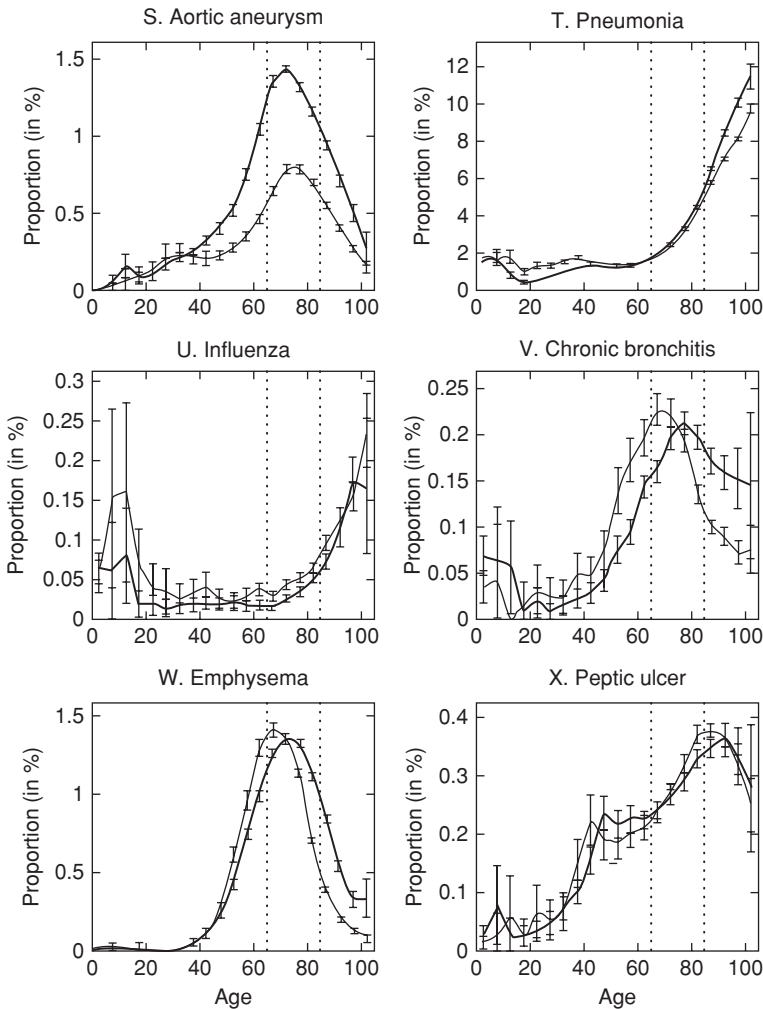 S. Aortic aneurysm
Proportion (in %)
1.5
1
0.5
0
0 20 40 60 80 100
T. Pneumonia
Proportion (in %)
12
10
8
6
4
2
0
0 20 40 60 80 100
U. Influenza
Proportion (in %)
0.3
0.25
0.2
0.15
0.1
0.05
0
0 20 40 60 80 100
V. Chronic bronchitis
Proportion (in %)
0.25
0.2
0.15
0.1
0.05
0
0 20 40 60 80 100
W. Emphysema
Proportion (in %)
1.5
1
0.5
0
0 20 40 60 80 100
Age
X. Peptic ulcer
Proportion (in %)
0.4
0.3
0.2
0.1
0
0 20 40 60 80 100
Age